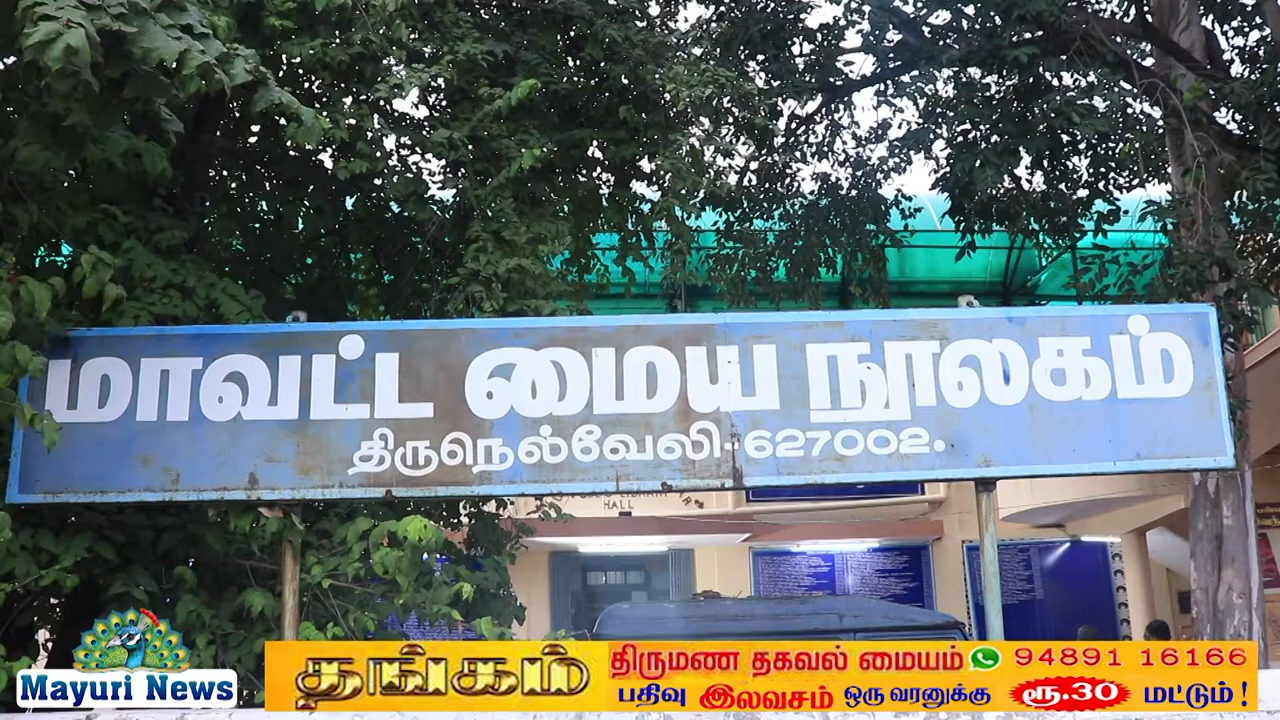 மாவட்ட மைய நூலகம்
திருநெல்வேலி-627002.
HALL
Mayuri News
தங்கம்
திருமண தகவல் மையம் 94891 16166
பதிவு இலவசம் ஒரு வரனுக்கு ரூ.30 மட்டும் !